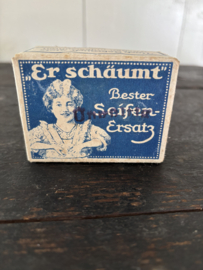 „Er schäumt"
Bester
Seifen-
Ersatz